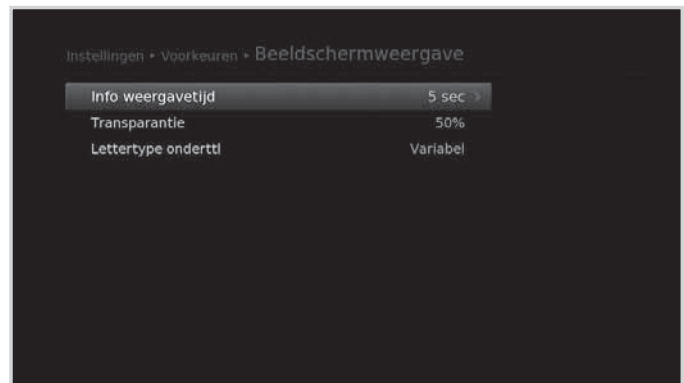 Instellingen • Voorkeuren • Beeldschermweergave
Info weergavetijd 5 sec
Transparantie 50%
Lettertype onderttl Variabel